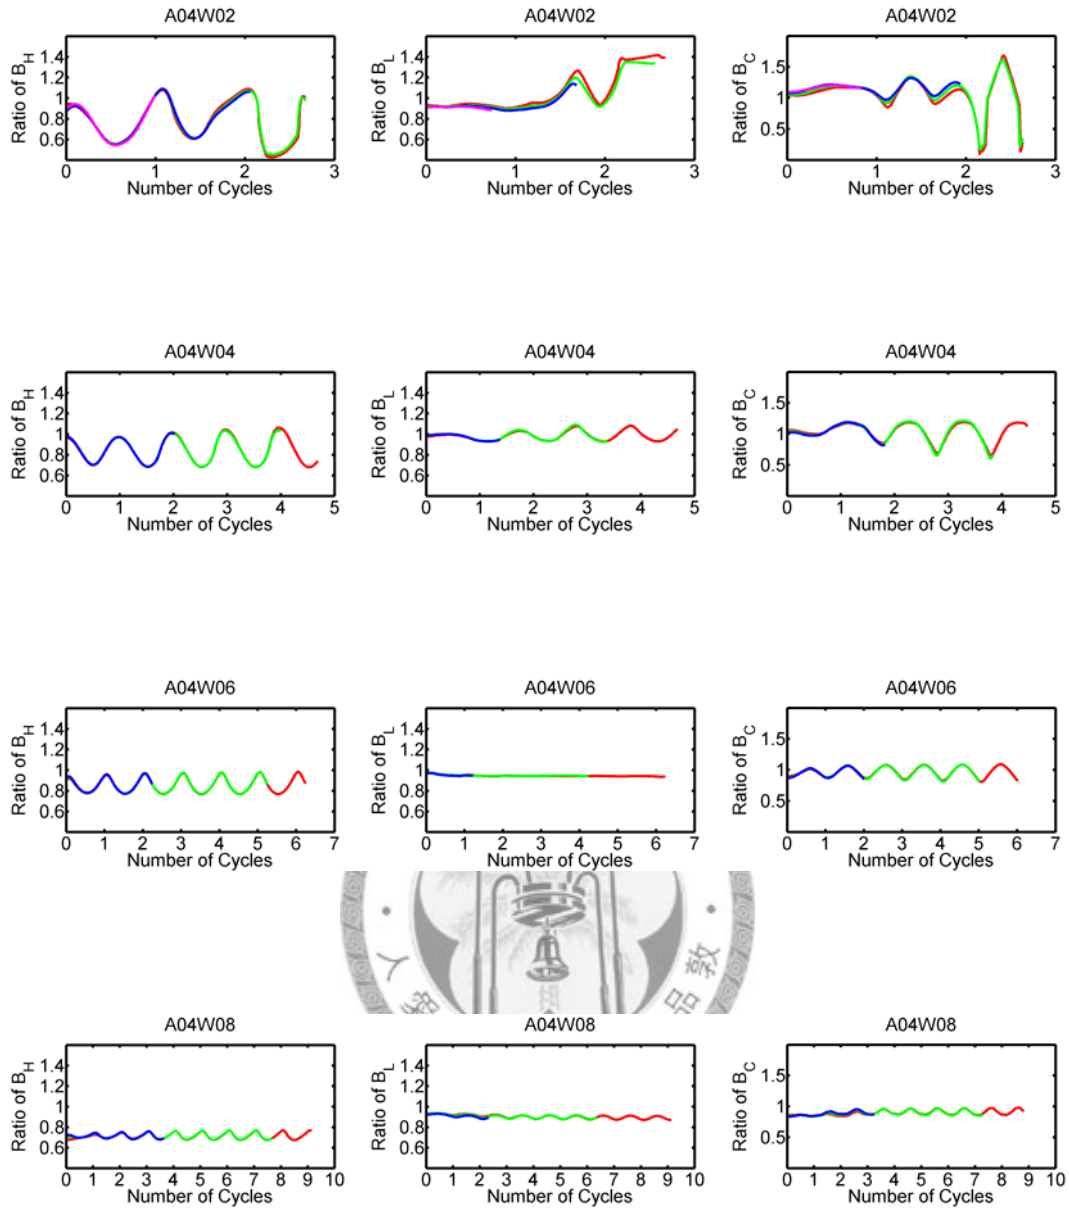 A04W02 A04W02 A04W02
Ratio of B_H 1.4 1.2 1 0.8 0.6 0 1 2 3 Number of Cycles
Ratio of B_L 1.4 1.2 1 0.8 0.6 0 1 2 3 Number of Cycles
Ratio of B_C 1.5 1 0.5 0 1 2 3 Number of Cycles
A04W04 A04W04 A04W04
Ratio of B_H 1.4 1.2 1 0.8 0.6 0 1 2 3 4 5 Number of Cycles
Ratio of B_L 1.4 1.2 1 0.8 0.6 0 1 2 3 4 5 Number of Cycles
Ratio of B_C 1.5 1 0.5 0 1 2 3 4 5 Number of Cycles
A04W06 A04W06 A04W06
Ratio of B_H 1.4 1.2 1 0.8 0.6 0 1 2 3 4 5 6 7 Number of Cycles
Ratio of B_L 1.4 1.2 1 0.8 0.6 0 1 2 3 4 5 6 7 Number of Cycles
Ratio of B_C 1.5 1 0.5 0 1 2 3 4 5 6 7 Number of Cycles
人 品 教
A04W08 A04W08 A04W08
Ratio of B_H 1.4 1.2 1 0.8 0.6 0 1 2 3 4 5 6 7 8 9 10 Number of Cycles
Ratio of B_L 1.4 1.2 1 0.8 0.6 0 1 2 3 4 5 6 7 8 9 10 Number of Cycles
Ratio of B_C 1.5 1 0.5 0 1 2 3 4 5 6 7 8 9 10 Number of Cycles